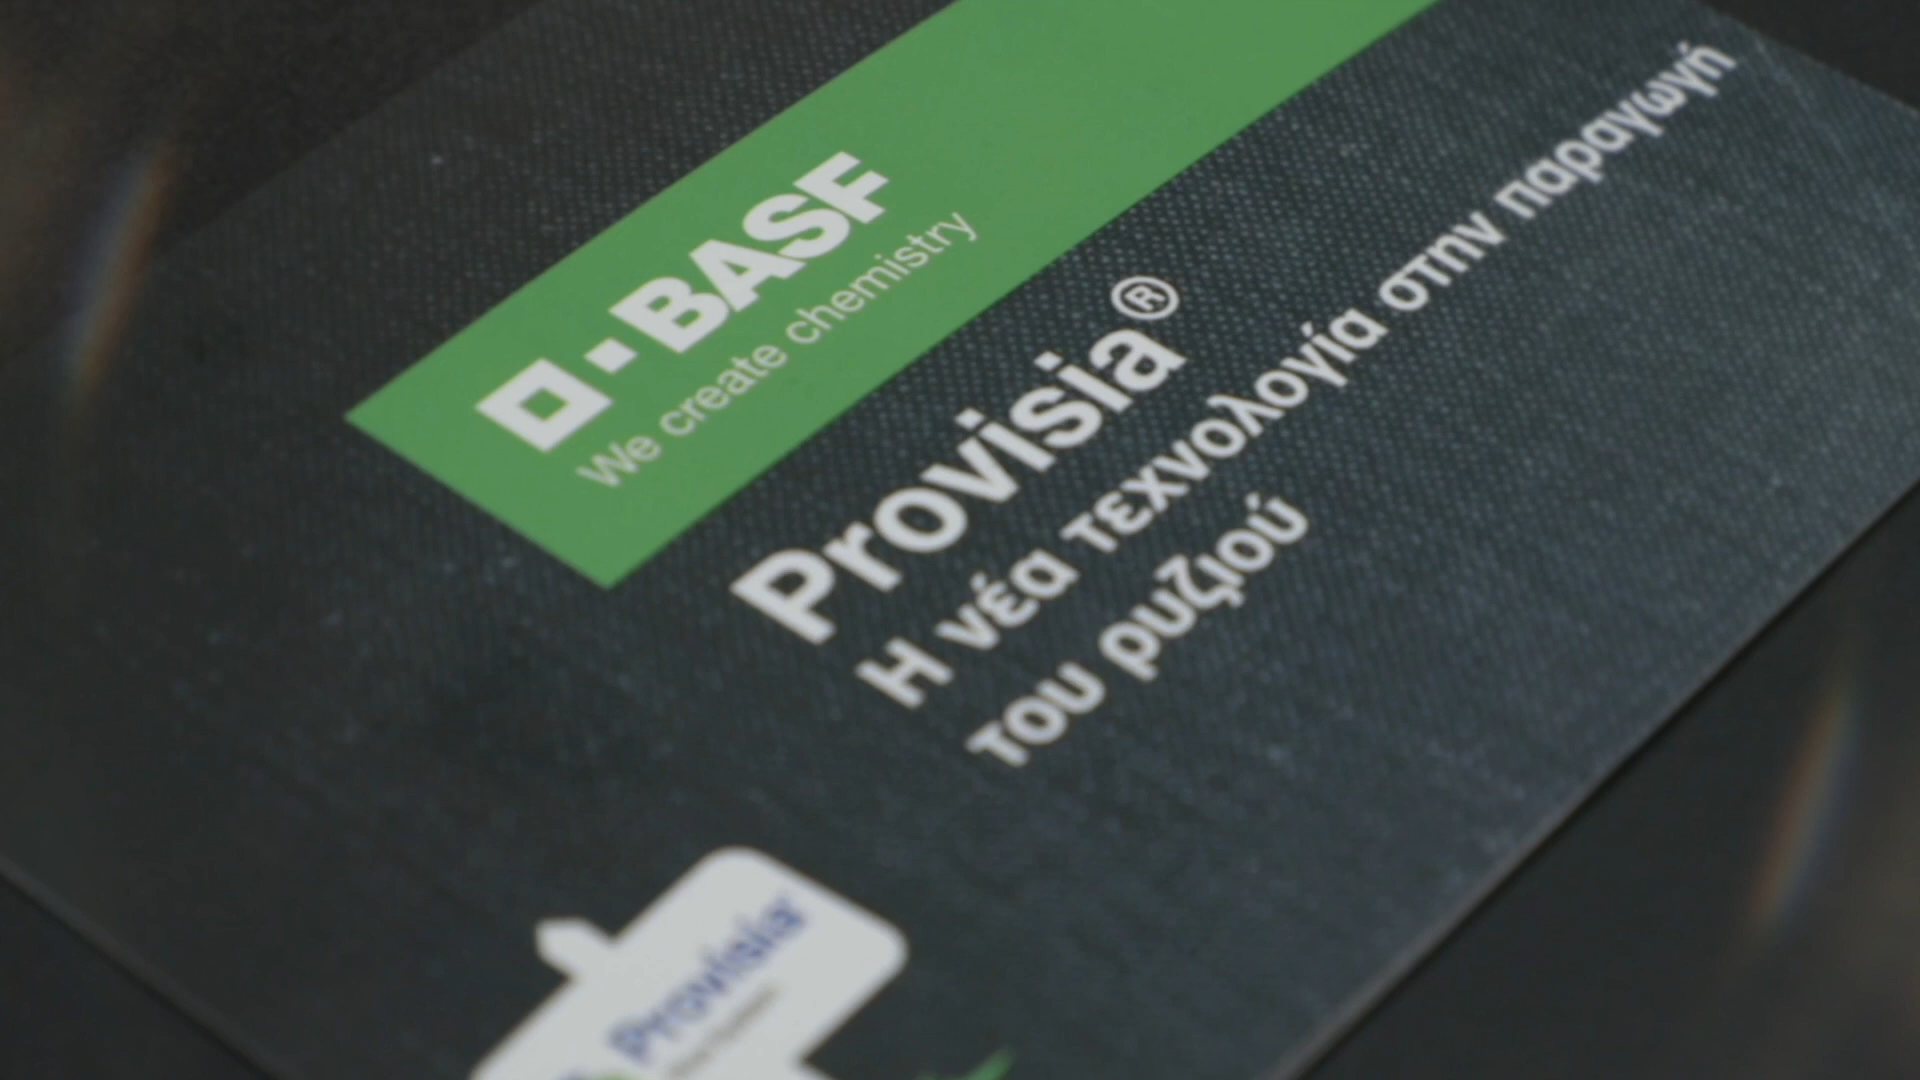 BASF
We create chemistry
Provisia®
Η νέα τεχνολογία στην παραγωγή
του ρυζιού
Provisia